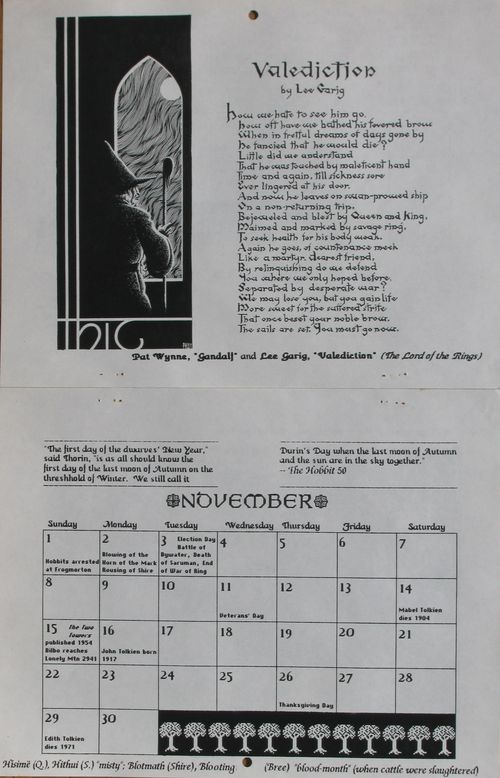 Valediction
by Lee Garig
How we hate to see him go.
How oft have we bathed his fevered brow
When in fretful dreams of days gone by
he fancied that he would die?
Little did we understand
That he was touched by maleficent hand
Time and again, till sickness sore
Ever lingered at his door.
And now he leaves on swan-prowed ship
On a non-returning trip,
Bejeweled and blest by Queen and King,
Maimed and marked by savage ring,
To seek health for his body weak.
Again he goes, of countenance meek
Like a martyr. Dearest friend,
By relinquishing do we defend
You where we only hoped before,
Separated by desperate war?
We may lose you, but you gain life
More sweet for the suffered strife
That once beset your noble brow.
The sails are set. You must go now.
Pat Wynne, "Gandalf" and Lee Garig, "Valediction" (The Lord of the Rings)
"The first day of the dwarves' New Year,"
said Thorin, "is as all should know the
first day of the last moon of Autumn on the
threshhold of Winter. We still call it
Durin's Day when the last moon of Autumn
and the sun are in the sky together."
-- The Hobbit 50
NOVEMBER
Sunday Monday Tuesday Wednesday Thursday Friday Saturday
1 Hobbits arrested at Frogmorton
2 Blowing of the Horn of the Mark Rousing of Shire
3 Election Day Battle of Bywater, Death of Saruman, End of War of Ring
4
5
6
7
8
9
10
11 Veterans' Day
12
13
14 Mabel Tolkien dies 1904
15 The Two Towers published 1954 Bilbo reaches Lonely Mtn 2941
16 John Tolkien born 1917
17
18
19
20
21
22
23
24
25
26 Thanksgiving Day
27
28
29 Edith Tolkien dies 1971
30
Hísimë (Q.), Hithui (S.) "misty"; Blotmath (Shire), Blooting (Bree) "blood-month" (when cattle were slaughtered)